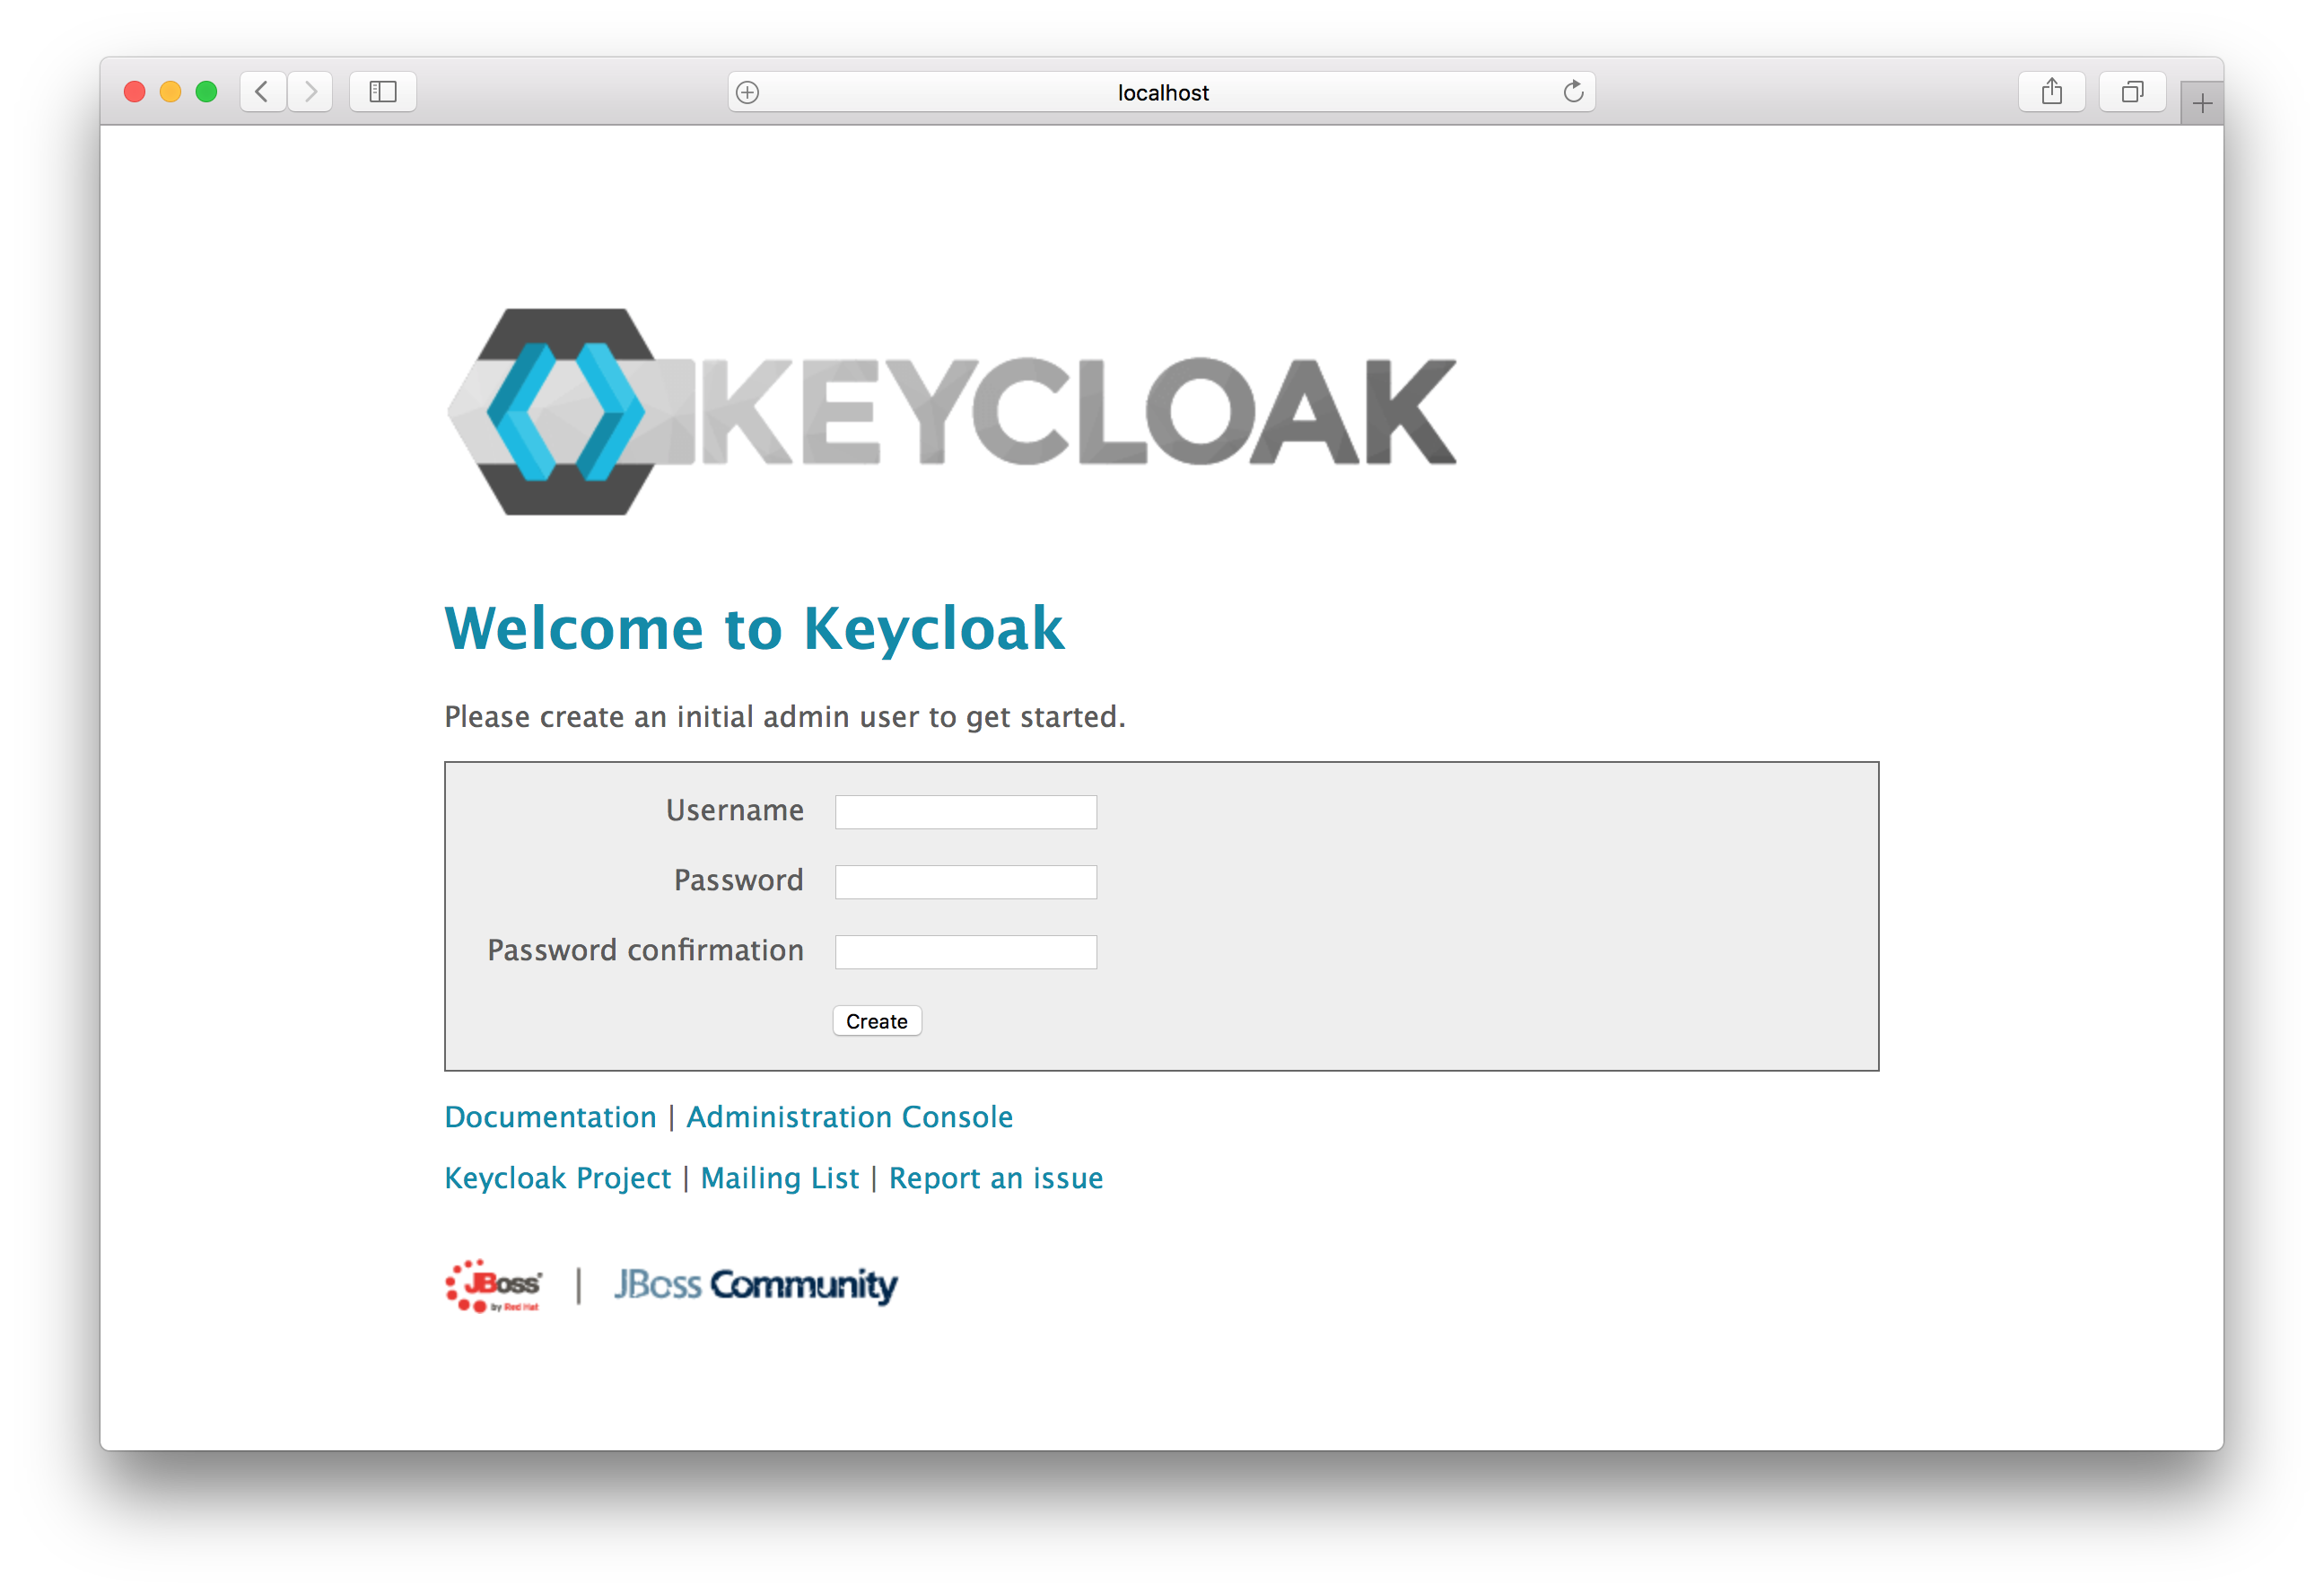 localhost
KEYCLOAK
Welcome to Keycloak
Please create an initial admin user to get started.
Username
Password
Password confirmation
Create
Documentation | Administration Console
Keycloak Project | Mailing List | Report an issue
JBoss by Red Hat | JBoss Community